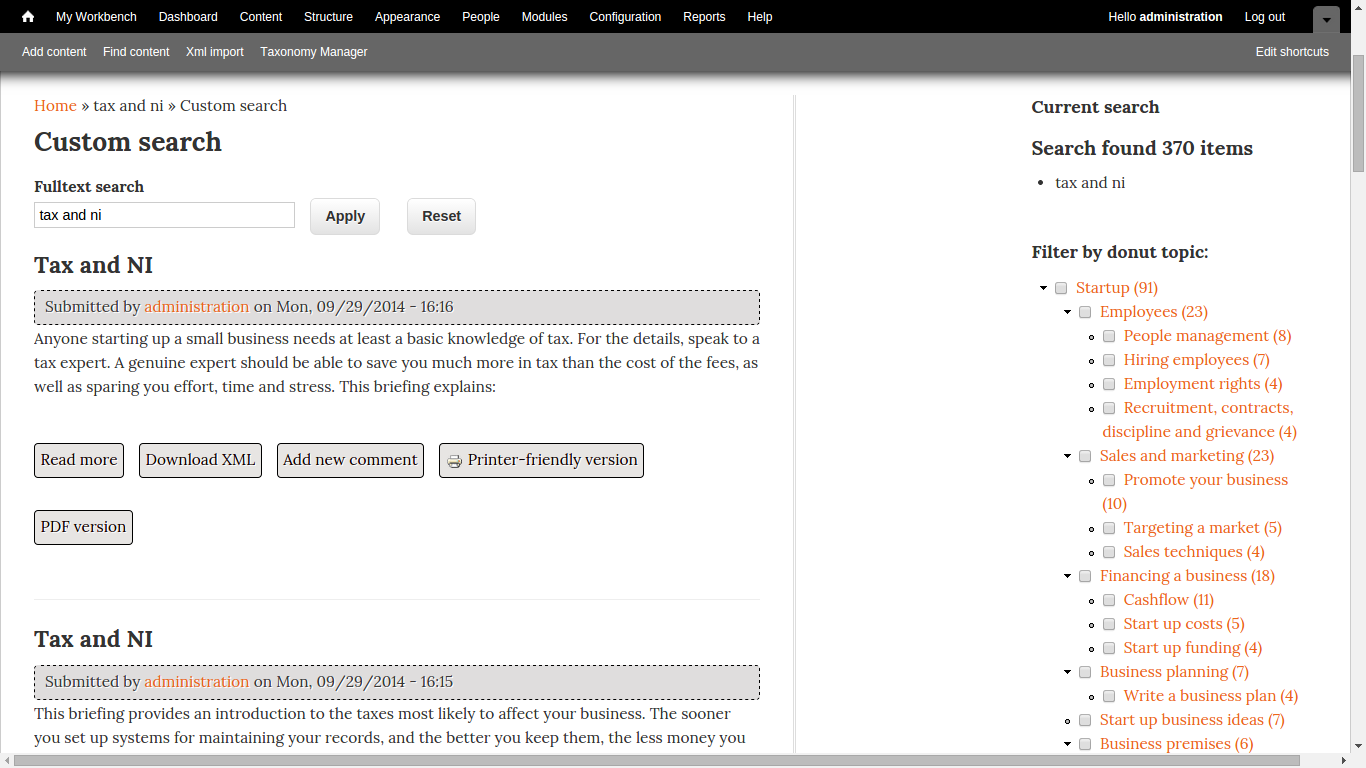 My Workbench Dashboard Content Structure Appearance People Modules Configuration Reports Help Hello administration Log out
Add content Find content Xml import Taxonomy Manager Edit shortcuts
Home » tax and ni » Custom search
Custom search
Fulltext search
tax and ni Apply Reset
Tax and NI
Submitted by administration on Mon, 09/29/2014 - 16:16
Anyone starting up a small business needs at least a basic knowledge of tax. For the details, speak to a
tax expert. A genuine expert should be able to save you much more in tax than the cost of the fees, as
well as sparing you effort, time and stress. This briefing explains:
Read more Download XML Add new comment Printer-friendly version
PDF version
Tax and NI
Submitted by administration on Mon, 09/29/2014 - 16:15
This briefing provides an introduction to the taxes most likely to affect your business. The sooner
you set up systems for maintaining your records, and the better you keep them, the less money you
Current search
Search found 370 items
• tax and ni
Filter by donut topic:
Startup (91)
Employees (23)
People management (8)
Hiring employees (7)
Employment rights (4)
Recruitment, contracts,
discipline and grievance (4)
Sales and marketing (23)
Promote your business
(10)
Targeting a market (5)
Sales techniques (4)
Financing a business (18)
Cashflow (11)
Start up costs (5)
Start up funding (4)
Business planning (7)
Write a business plan (4)
Start up business ideas (7)
Business premises (6)